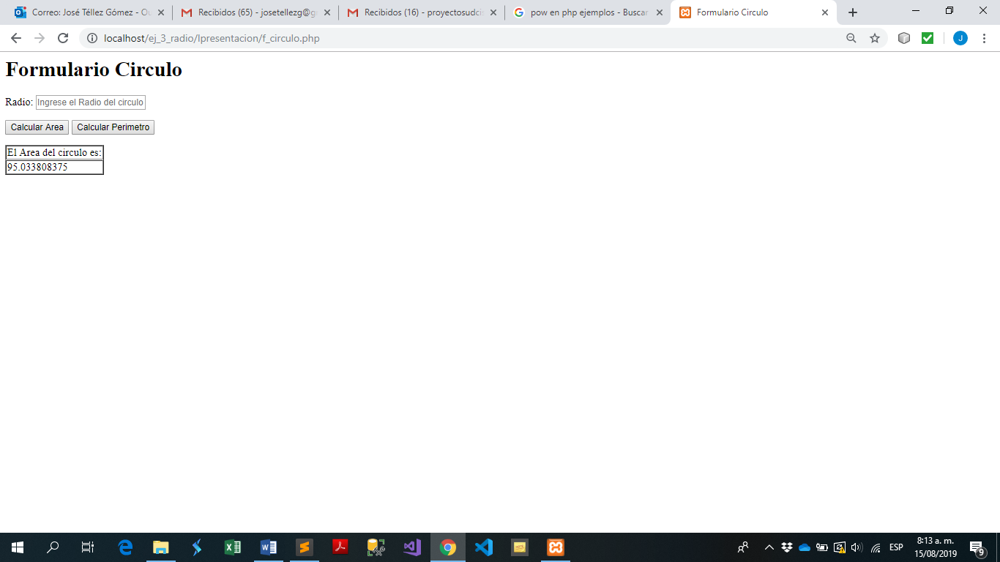 Correo: José Téllez Gómez - Ou
Recibidos (65) - josetellezg@g
Recibidos (16) - proyectosudci
pow en php ejemplos - Buscar
Formulario Circulo
localhost/ej_3_radio/lpresentacion/f_circulo.php
J
Formulario Circulo
Radio: Ingrese el Radio del circulo
Calcular Area Calcular Perimetro
El Area del circulo es:
95.033808375
ESP
8:13 a. m.
15/08/2019
9